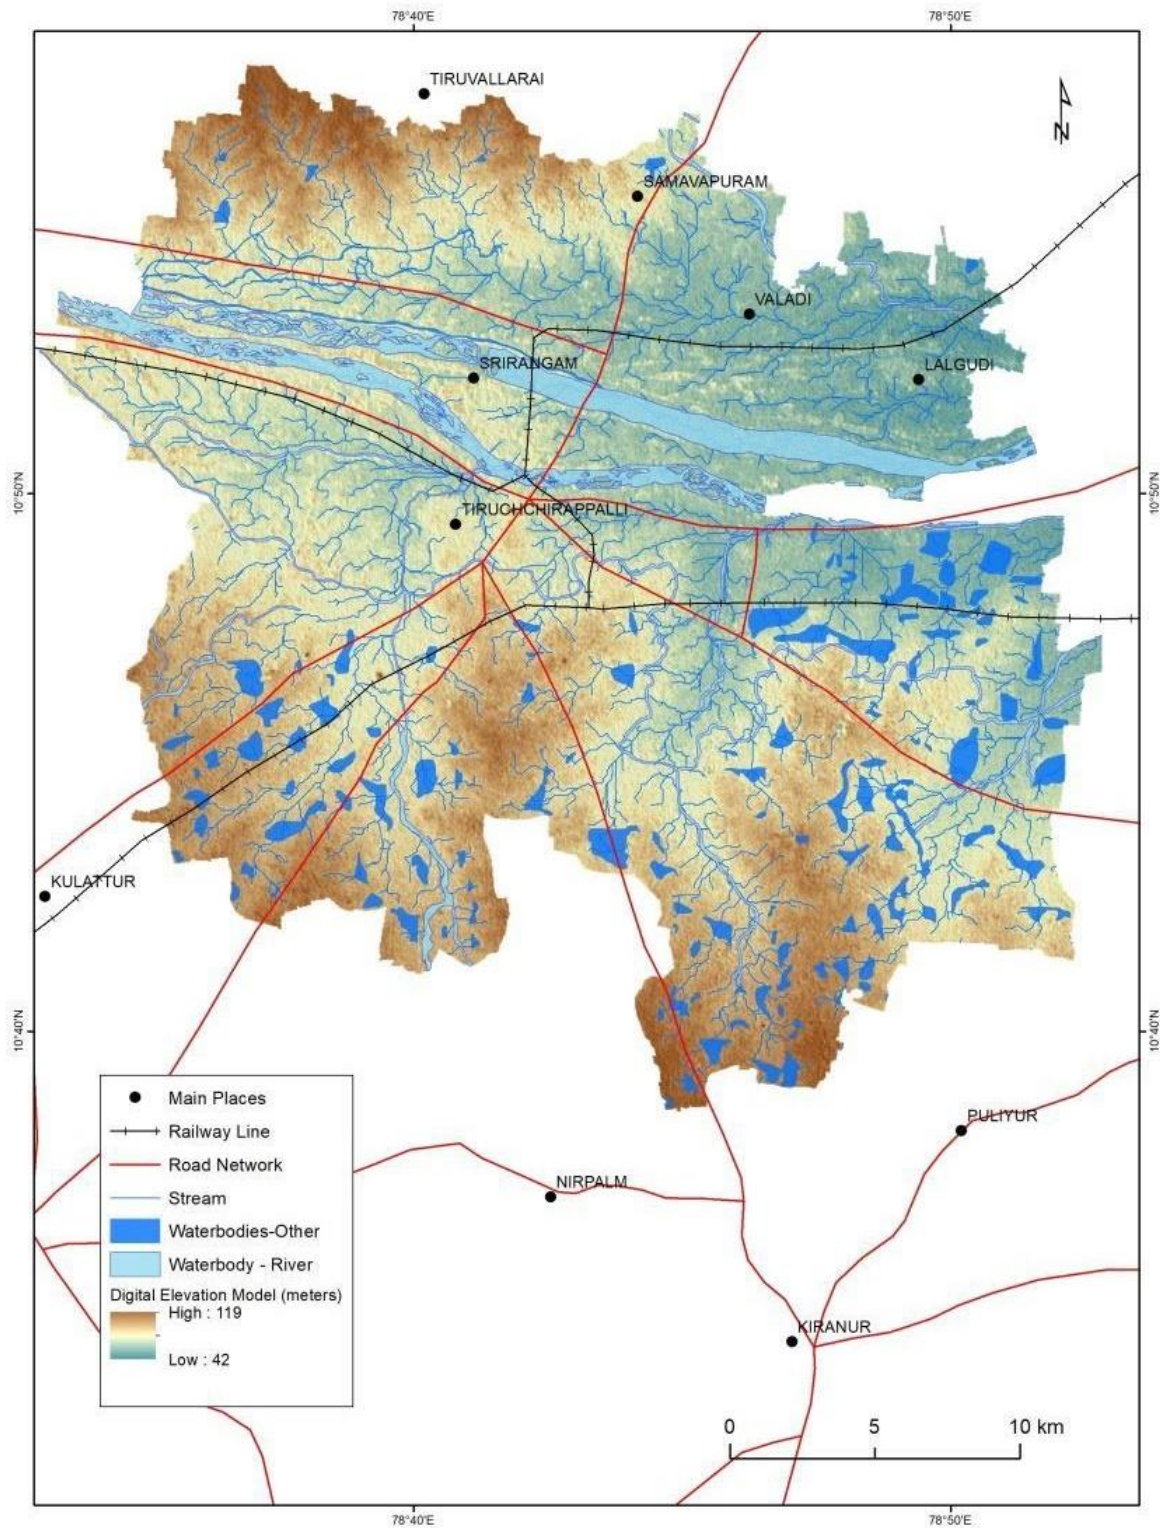 78°40'E
78°50'E
TIRUVALLARAI
N
SAMAVAPURAM
VALADI
SRIRANGAM
LALGUDI
10°50'N
10°50'N
TIRUCHCHIRAPPALLI
KULATTUR
10°40'N
10°40'N
Main Places
Railway Line
Road Network
Stream
Waterbodies-Other
Waterbody - River
Digital Elevation Model (meters)
High : 119
Low : 42
PULIYUR
NIRPALM
KIRANUR
0 5 10 km
78°40'E
78°50'E